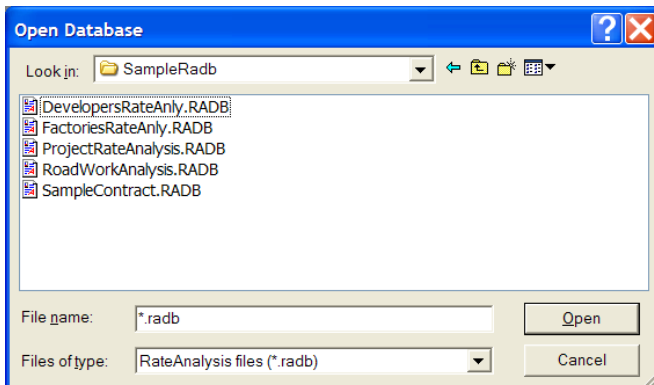 Open Database
Look in: SampleRadb
DevelopersRateAnly.RADB
FactoriesRateAnly.RADB
ProjectRateAnalysis.RADB
RoadWorkAnalysis.RADB
SampleContract.RADB
File name: *.radb Open
Files of type: RateAnalysis files (*.radb) Cancel